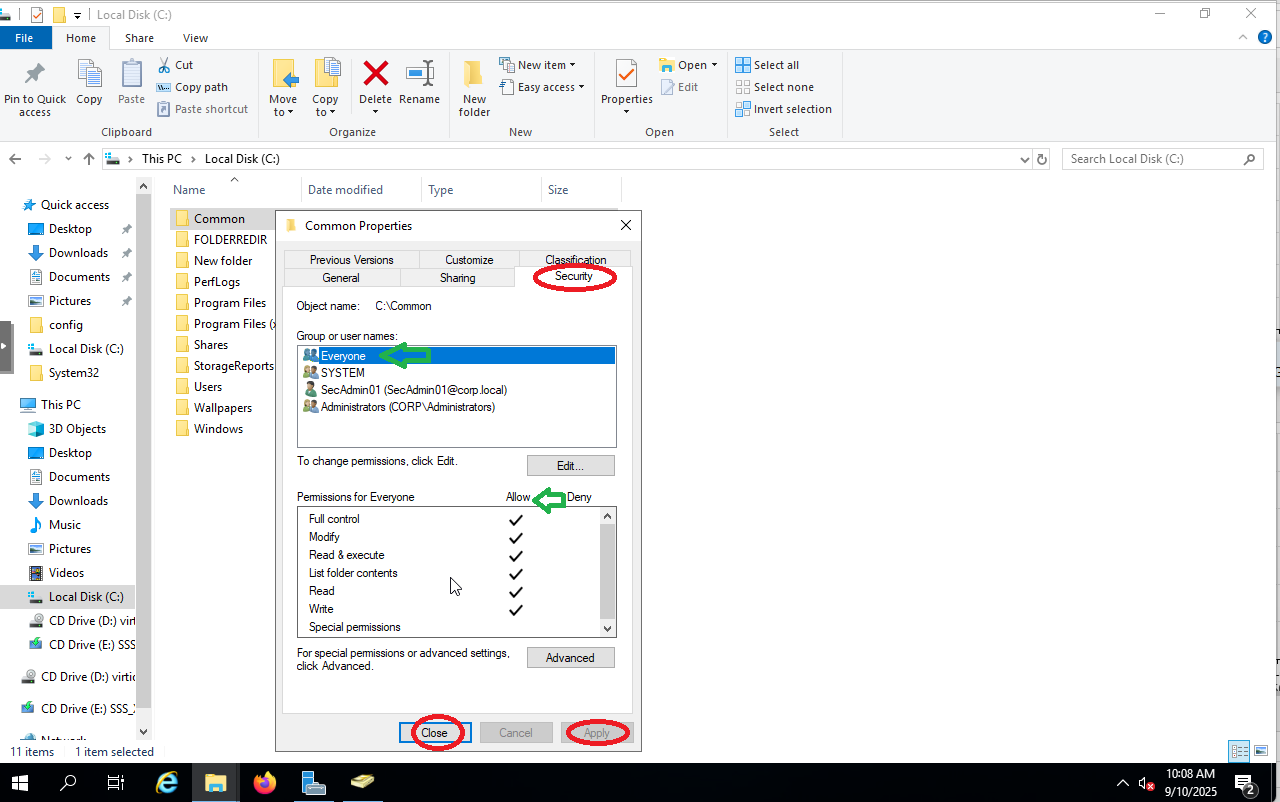 Local Disk (C:)
File Home Share View
Pin to Quick access
Copy
Paste
Cut
Copy path
Paste shortcut
Clipboard
Move to
Copy to
Delete
Rename
Organize
New folder
New item
Easy access
New
Properties
Open
Edit
Open
Select all
Select none
Invert selection
Select
This PC Local Disk (C:)
Search Local Disk (C:)
Name Date modified Type Size
Quick access
Desktop
Downloads
Documents
Pictures
config
Local Disk (C:)
System32
This PC
3D Objects
Desktop
Documents
Downloads
Music
Pictures
Videos
Local Disk (C:)
CD Drive (D:) virt
CD Drive (E:) SSS
CD Drive (D:) virtio
CD Drive (E:) SSS_
Common
FOLDERREDIR
New folder
PerfLogs
Program Files
Program Files (
Shares
StorageReports
Users
Wallpapers
Windows
Common Properties
Previous Versions Customize Classification
General Sharing Security
Object name: C:\Common
Group or user names:
Everyone
SYSTEM
SecAdmin01 (SecAdmin01@corp.local)
Administrators (CORP\Administrators)
To change permissions, click Edit.
Edit...
Permissions for Everyone Allow Deny
Full control
Modify
Read & execute
List folder contents
Read
Write
Special permissions
For special permissions or advanced settings,
click Advanced.
Advanced
Close Cancel Apply
11 items 1 item selected
10:08 AM
9/10/2025
2